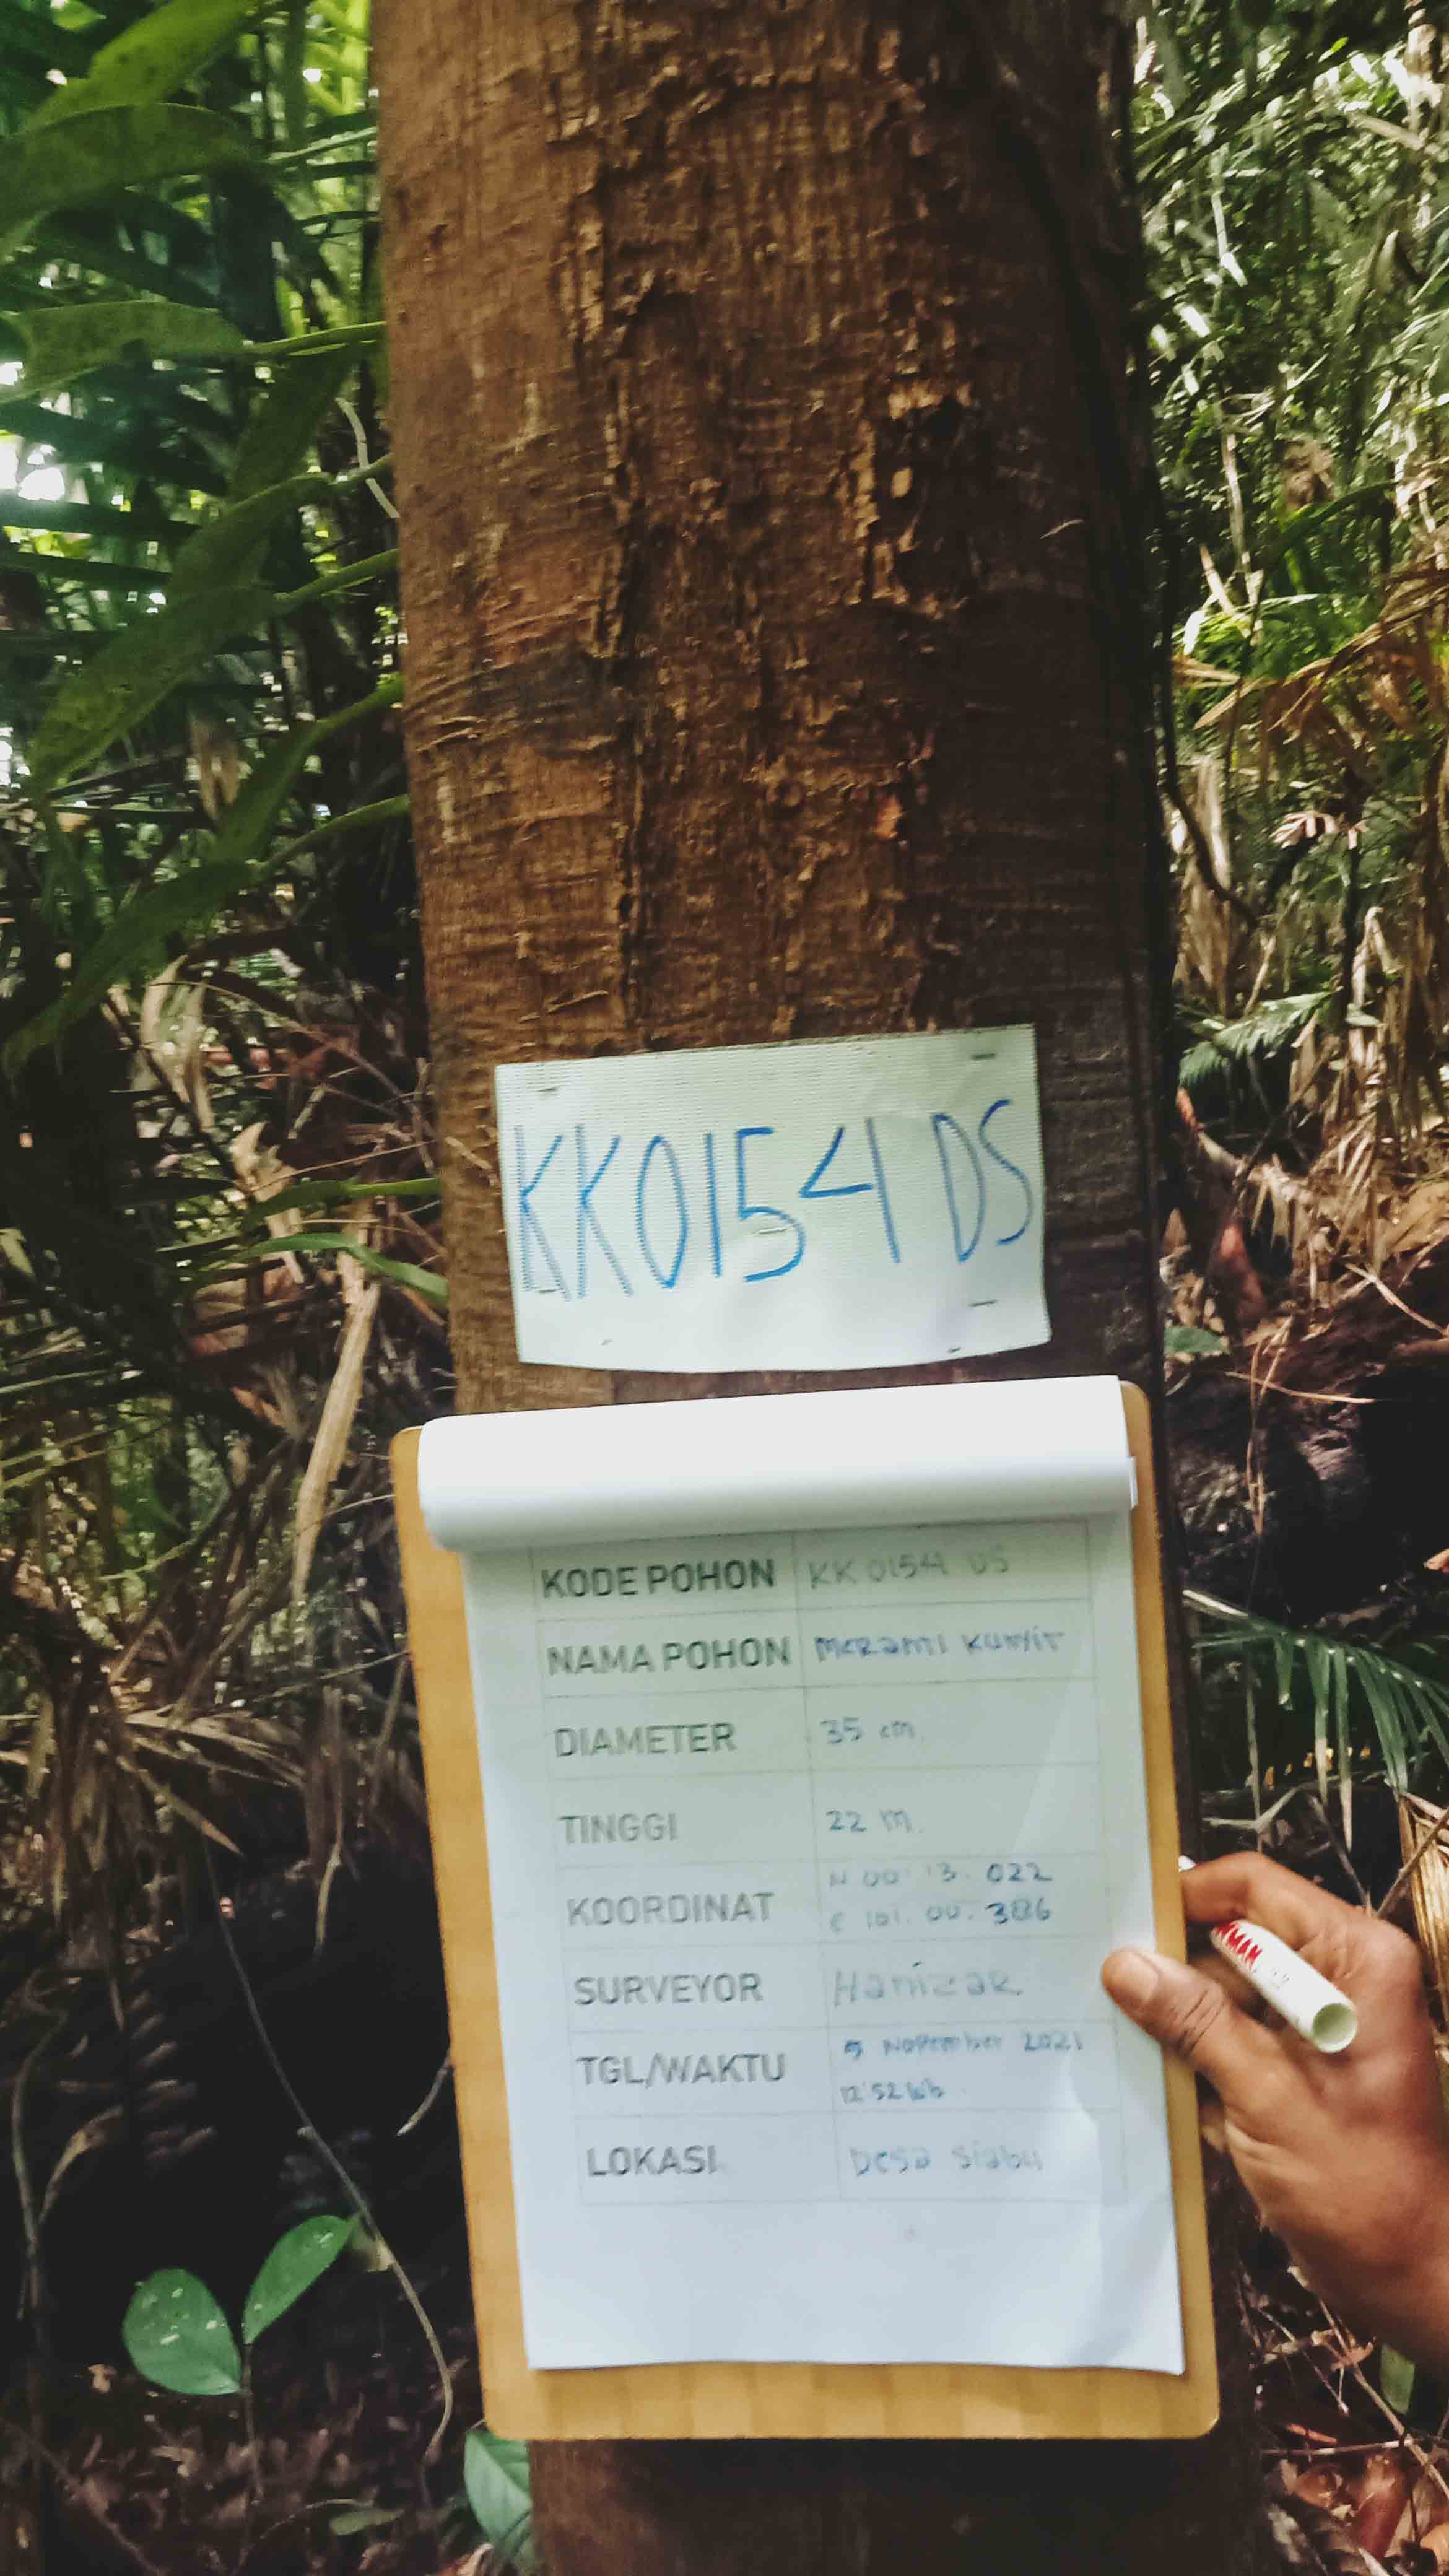 KK0154 DS
KODE POHON KK 0154 DS
NAMA POHON MERANTI KUNYIT
DIAMETER 35 cm.
TINGGI 22 m.
KOORDINAT N 00. 13. 022
E 101. 00. 386
SURVEYOR Hanizar.
TGL/WAKTU 5 Nopember 2021
12.52 wib
LOKASI Desa Siabu